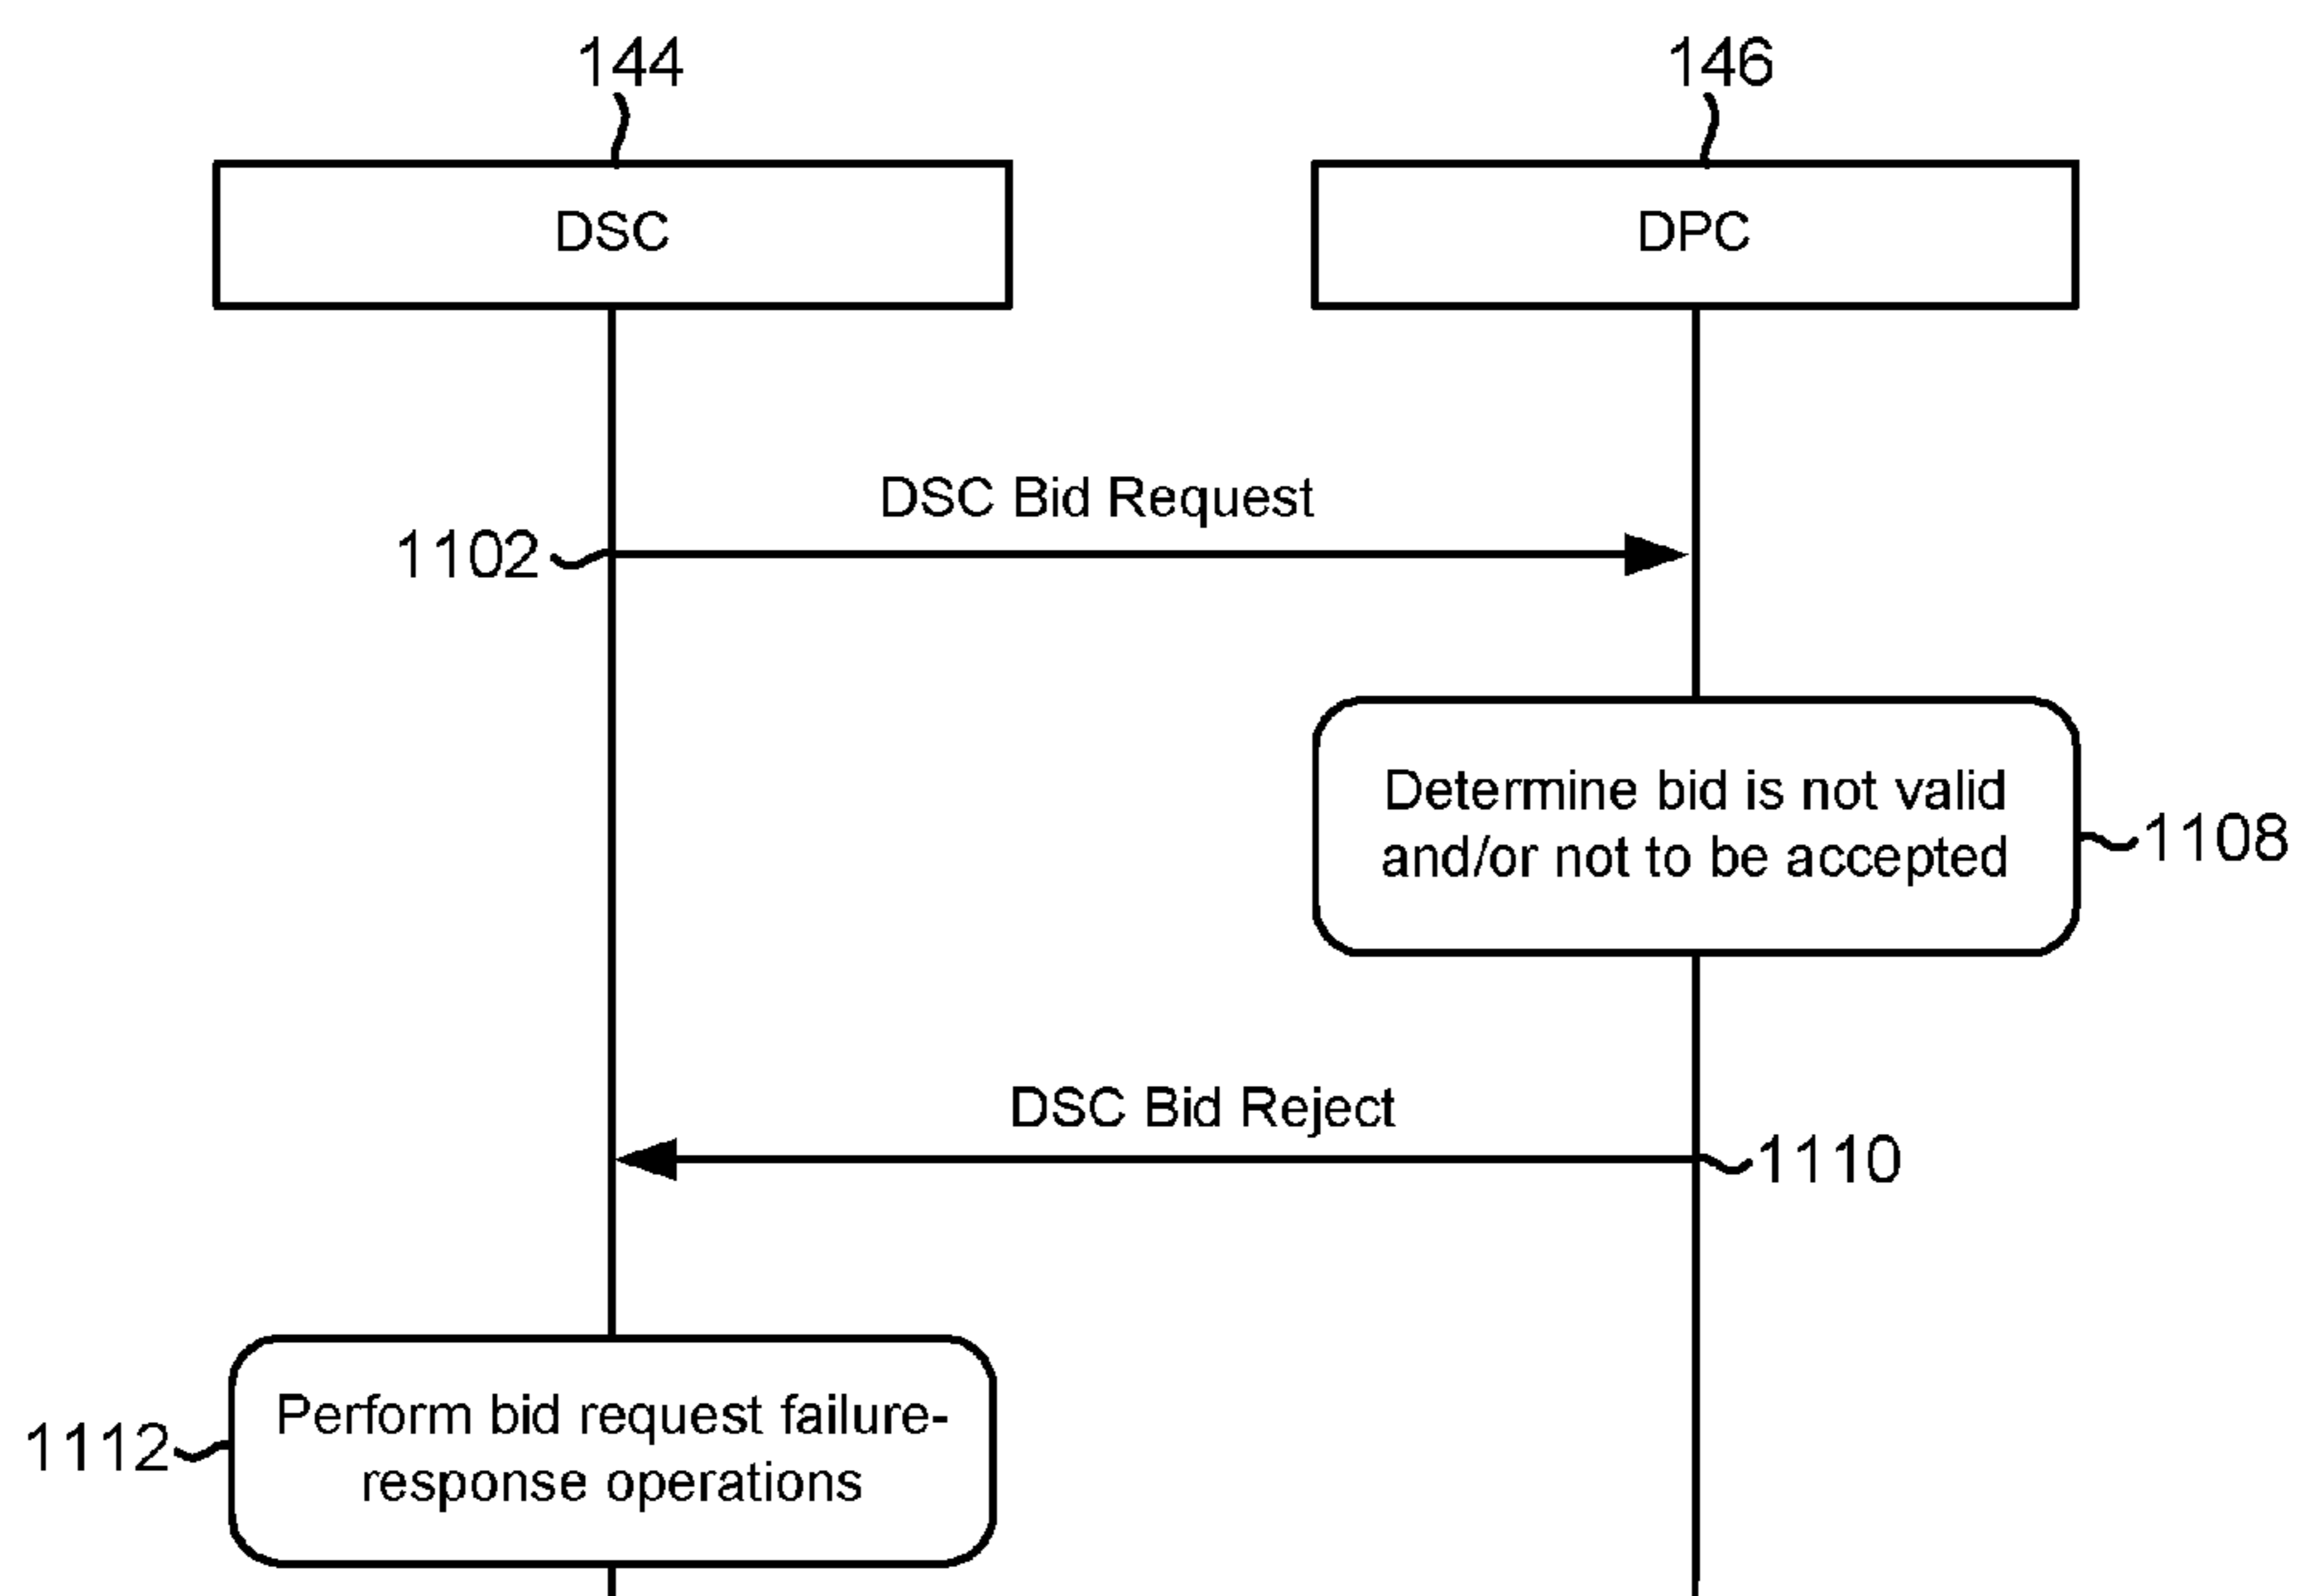 144
146
DSC
DPC
DSC Bid Request
1102
Determine bid is not valid
and/or not to be accepted
1108
DSC Bid Reject
1110
Perform bid request failure-
response operations
1112